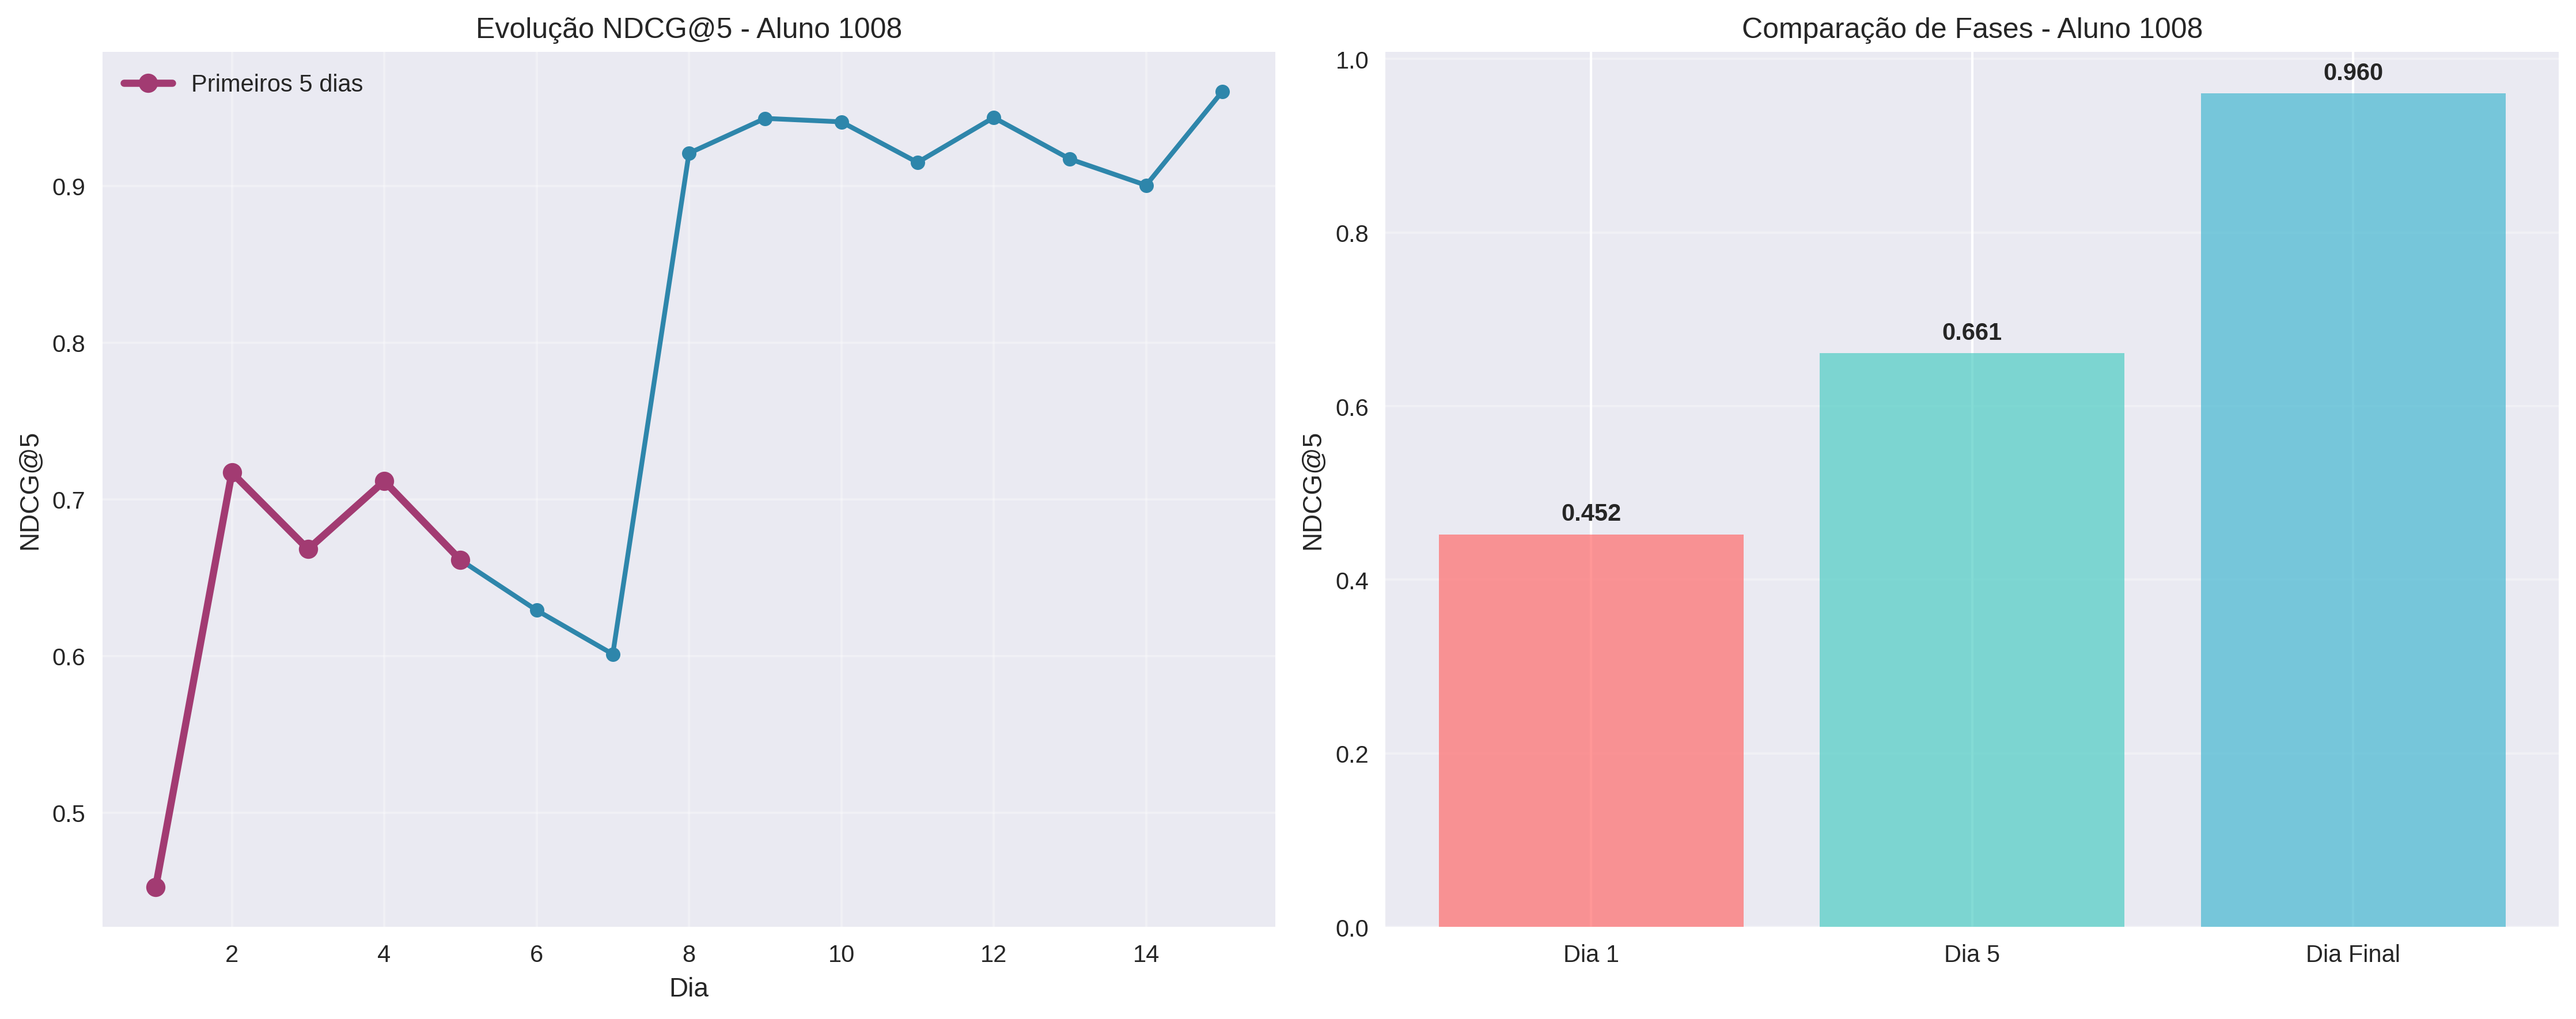 Evolução NDCG@5 - Aluno 1008
Primeiros 5 dias
NDCG@5
0.9
0.8
0.7
0.6
0.5
2 4 6 8 10 12 14
Dia
Comparação de Fases - Aluno 1008
NDCG@5
1.0
0.8
0.6
0.4
0.2
0.0
0.452
0.661
0.960
Dia 1 Dia 5 Dia Final